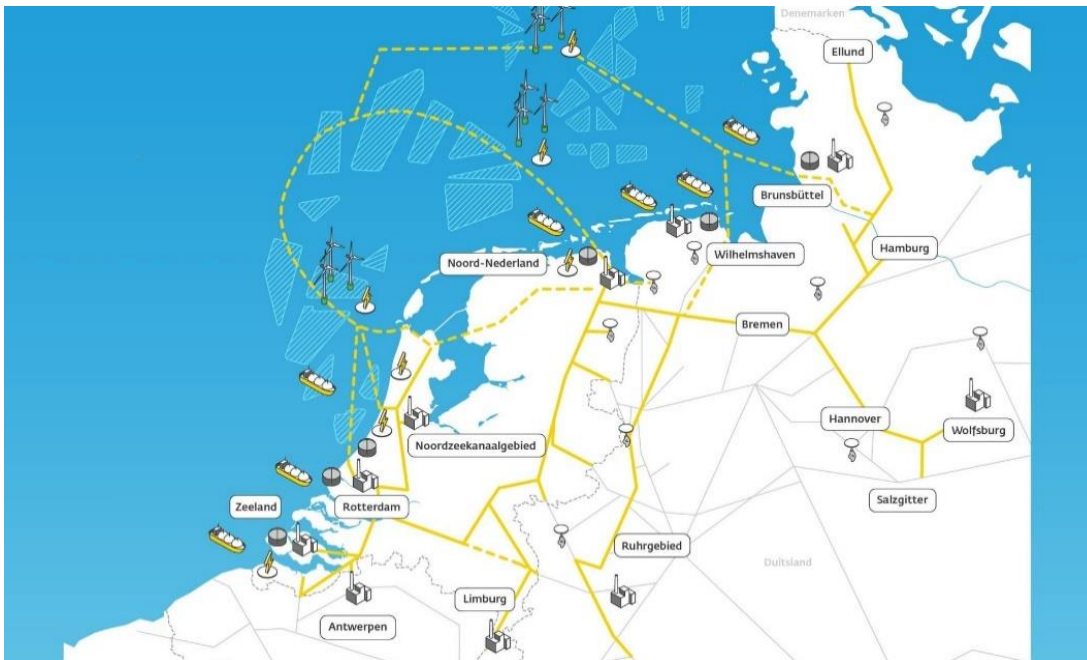 Denemarken
Ellund
Brunsbüttel
Hamburg
Wilhelmshaven
Noord-Nederland
Bremen
Hannover
Wolfsburg
Noordzeekanaalgebied
Salzgitter
Zeeland
Rotterdam
Ruhrgebied
Duitsland
Limburg
Antwerpen